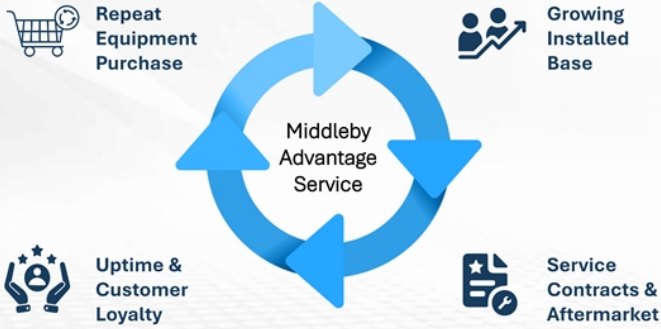 Repeat
Equipment
Purchase
Growing
Installed
Base
Middleby
Advantage
Service
Uptime &
Customer
Loyalty
Service
Contracts &
Aftermarket